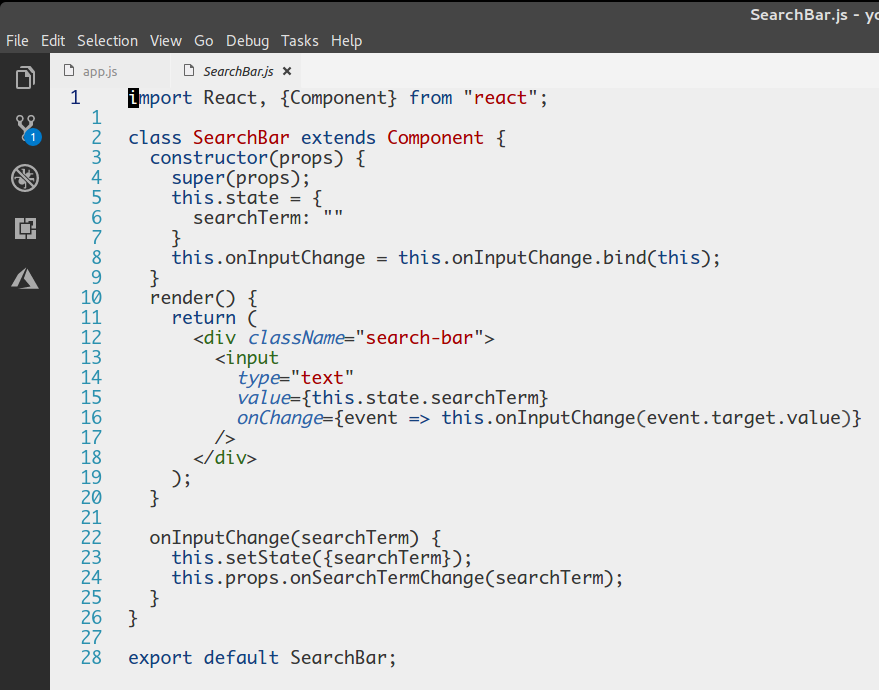 SearchBar.js - yo
File Edit Selection View Go Debug Tasks Help
app.js SearchBar.js ×
1 import React, {Component} from "react";
1
2 class SearchBar extends Component {
3   constructor(props) {
4     super(props);
5     this.state = {
6       searchTerm: ""
7     }
8     this.onInputChange = this.onInputChange.bind(this);
9   }
10   render() {
11     return (
12       <div className="search-bar">
13         <input
14           type="text"
15           value={this.state.searchTerm}
16           onChange={event => this.onInputChange(event.target.value)}
17         />
18       </div>
19     );
20   }
21
22   onInputChange(searchTerm) {
23     this.setState({searchTerm});
24     this.props.onSearchTermChange(searchTerm);
25   }
26 }
27
28 export default SearchBar;
1